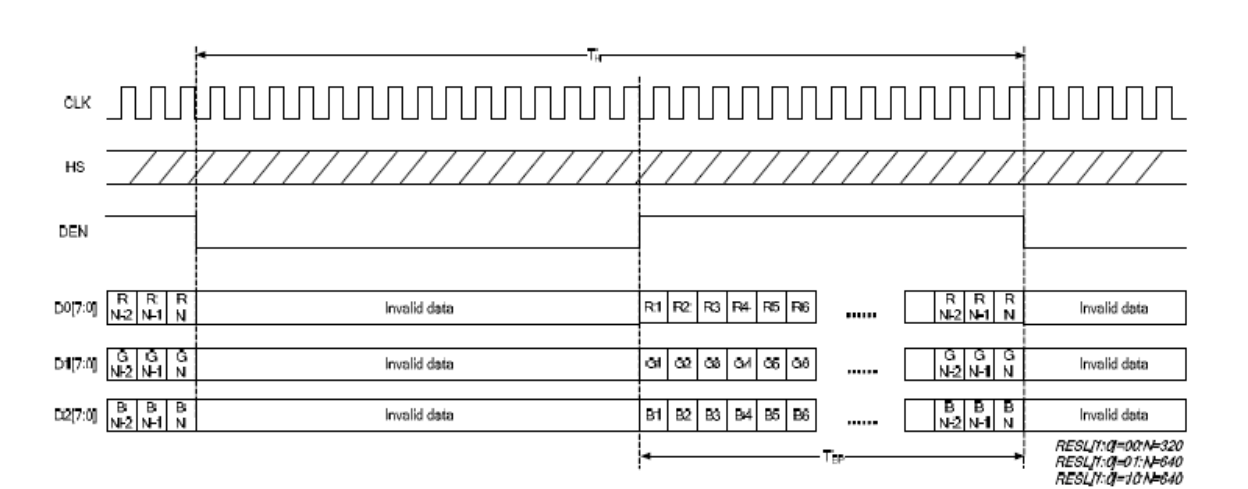 TH
CLK
HS
DEN
D0[7:0] R N-2 R N-1 R N Invalid data R1 R2 R3 R4 R5 R6 ...... R N-2 R N-1 R N Invalid data
D1[7:0] G N-2 G N-1 G N Invalid data G1 G2 G3 G4 G5 G6 ...... G N-2 G N-1 G N Invalid data
D2[7:0] B N-2 B N-1 B N Invalid data B1 B2 B3 B4 B5 B6 ...... B N-2 B N-1 B N Invalid data
TEP
RESL[1:0]=00:N=320
RESL[1:0]=01:N=640
RESL[1:0]=10:N=640